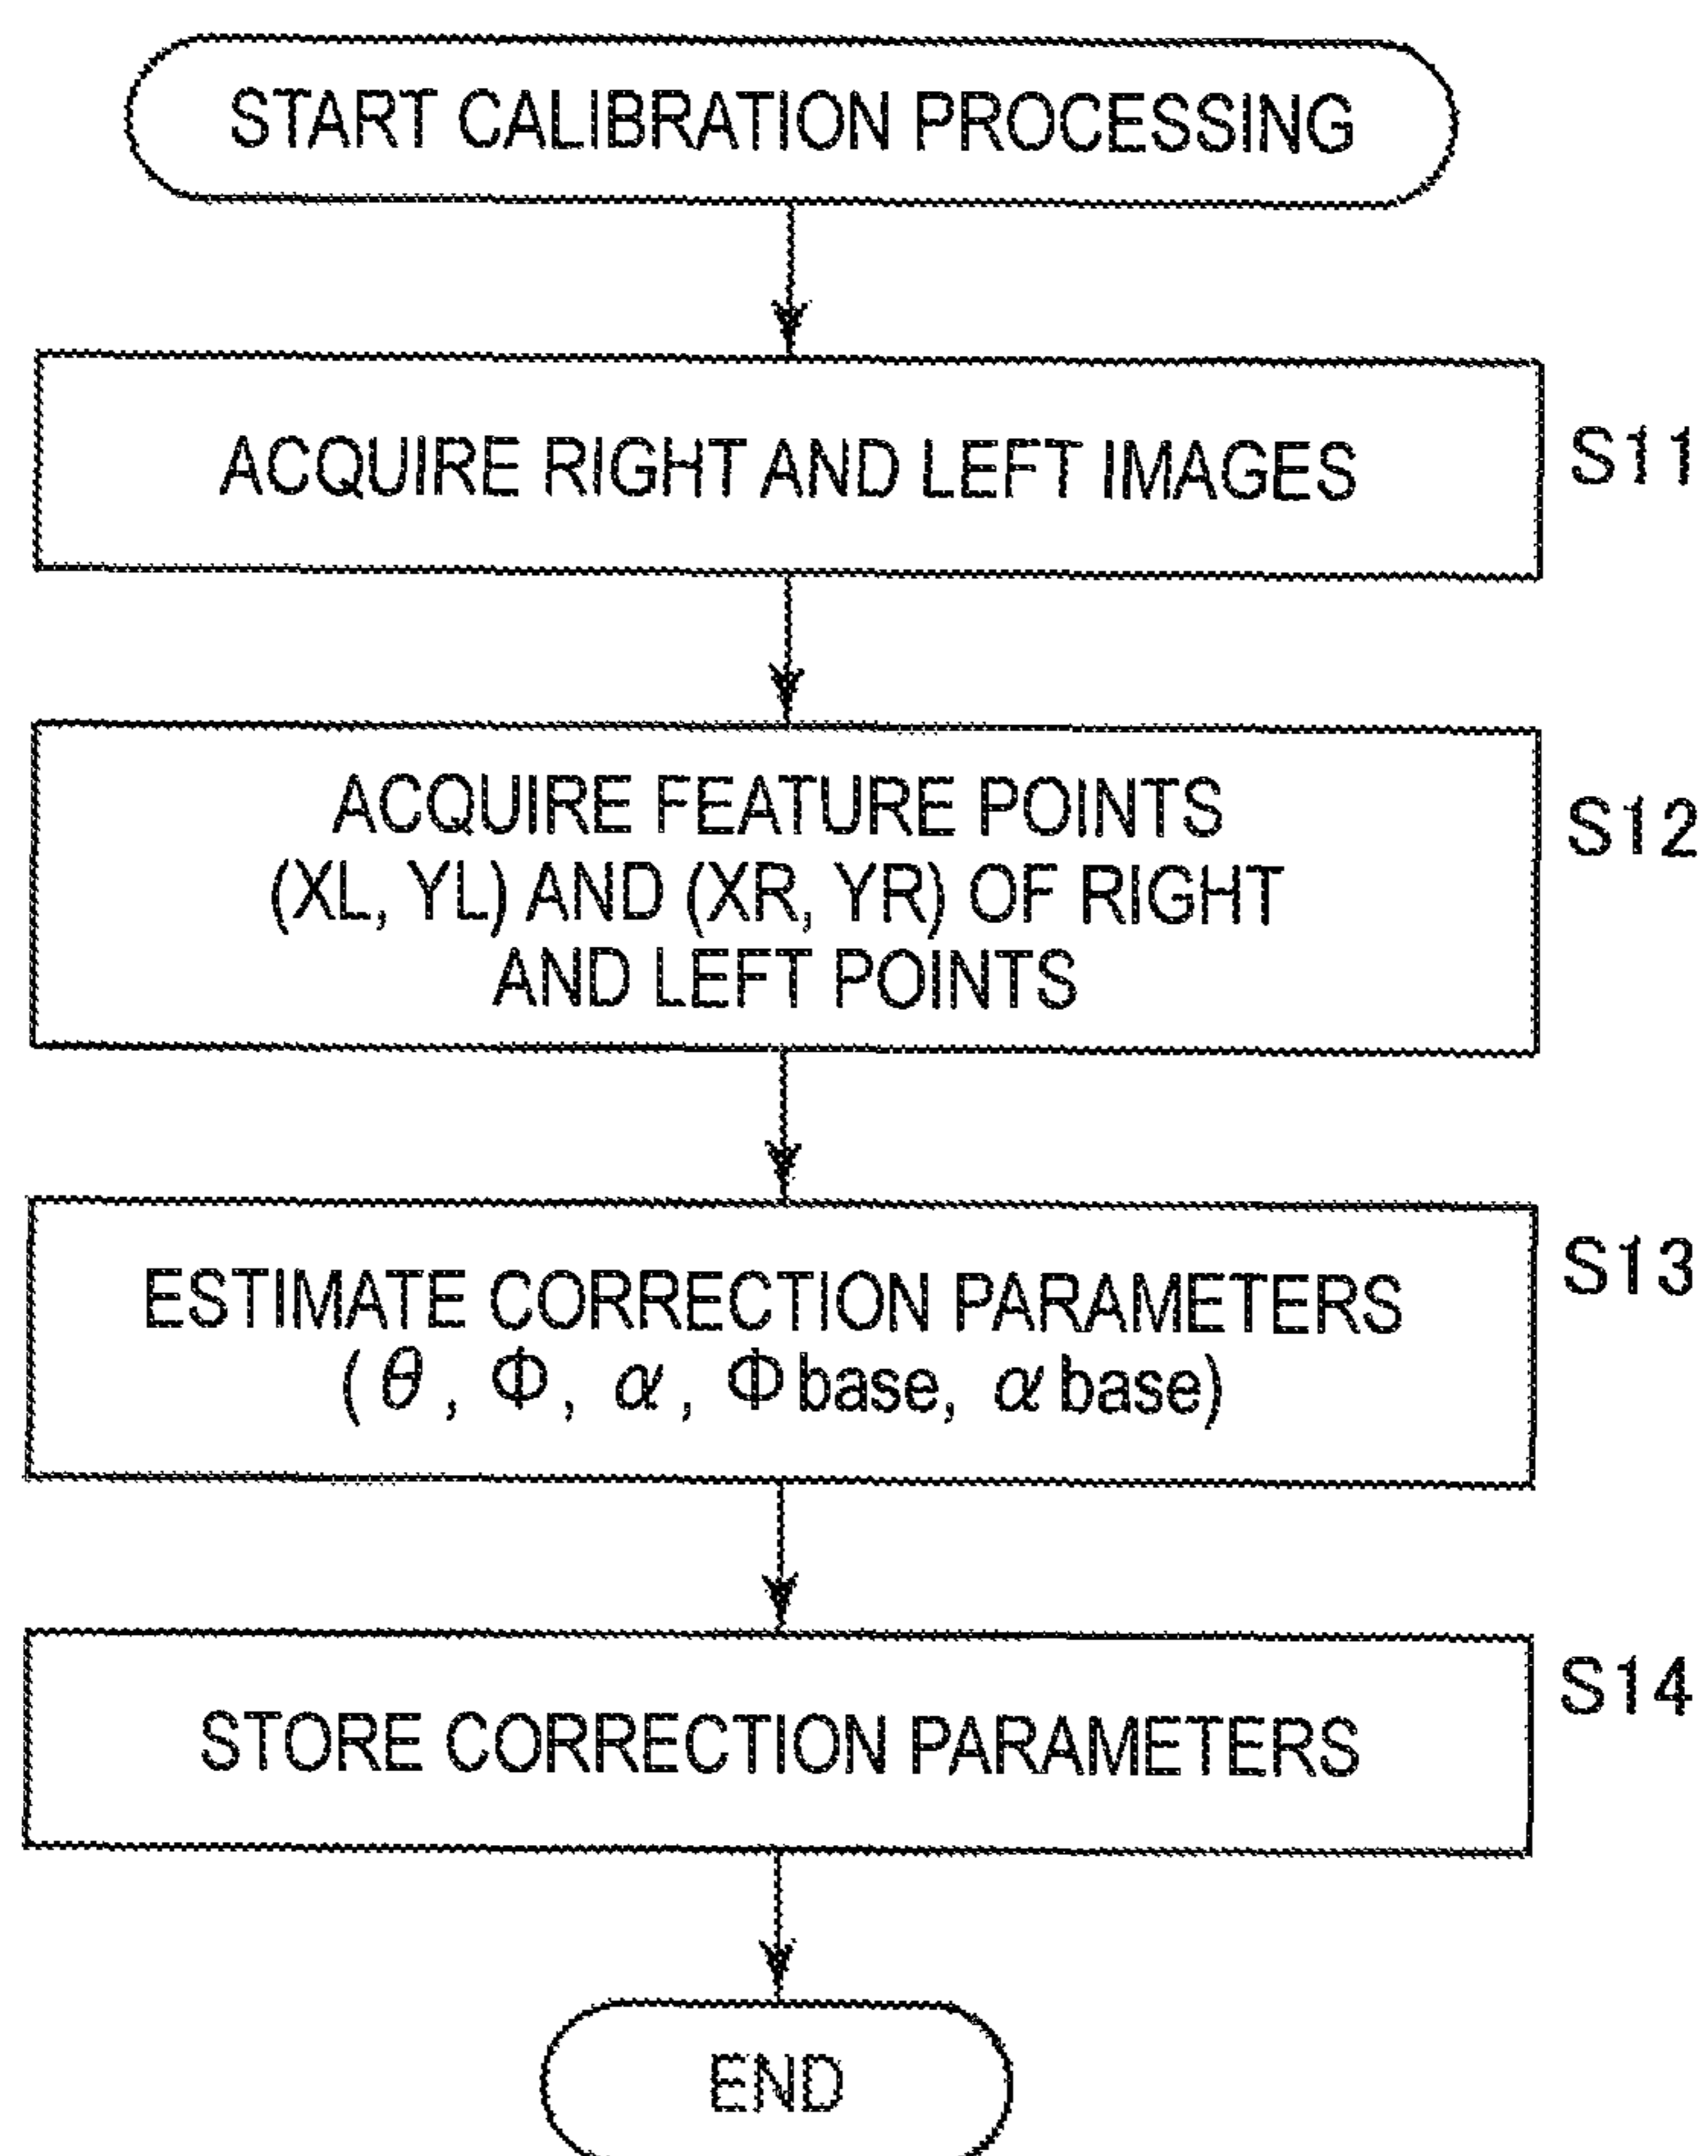 START CALIBRATION PROCESSING
ACQUIRE RIGHT AND LEFT IMAGES
S11
ACQUIRE FEATURE POINTS
(XL, YL) AND (XR, YR) OF RIGHT
AND LEFT POINTS
S12
ESTIMATE CORRECTION PARAMETERS
(θ, Φ, α, Φbase, αbase)
S13
STORE CORRECTION PARAMETERS
S14
END